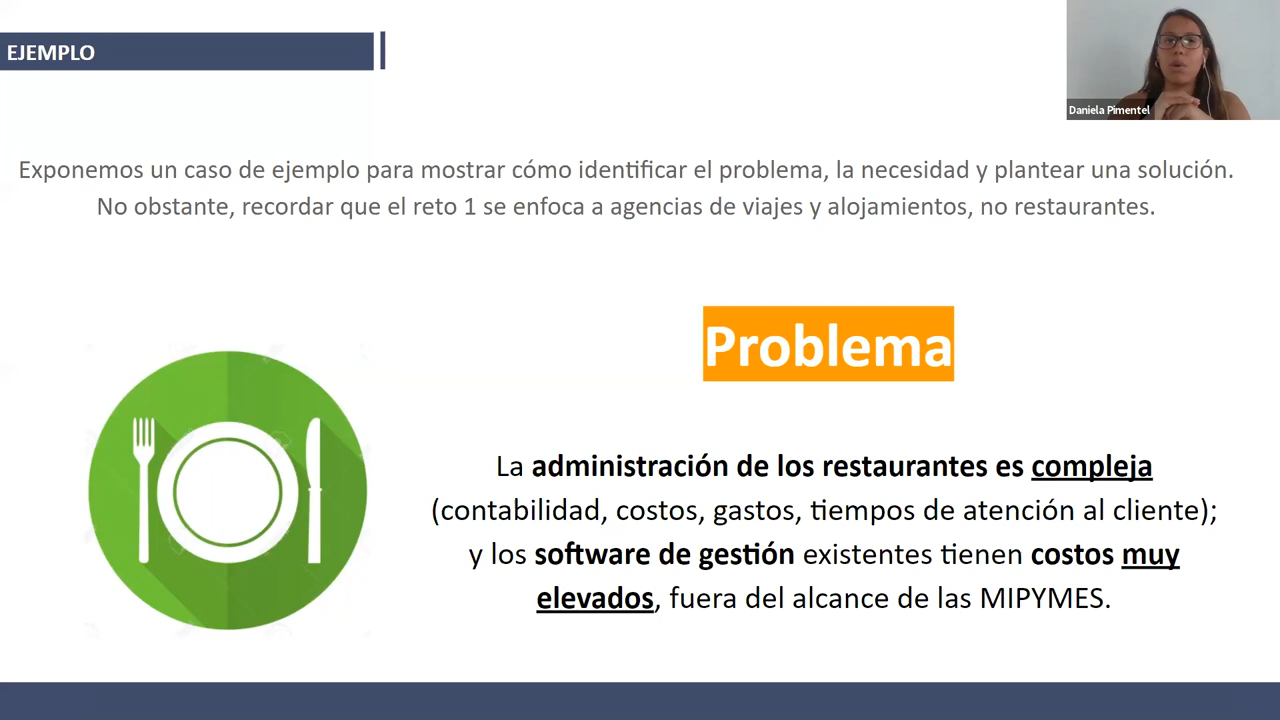 EJEMPLO
Daniela Pimentel
Exponemos un caso de ejemplo para mostrar cómo identificar el problema, la necesidad y plantear una solución.
No obstante, recordar que el reto 1 se enfoca a agencias de viajes y alojamientos, no restaurantes.
Problema
La administración de los restaurantes es compleja
(contabilidad, costos, gastos, tiempos de atención al cliente);
y los software de gestión existentes tienen costos muy
elevados, fuera del alcance de las MIPYMES.